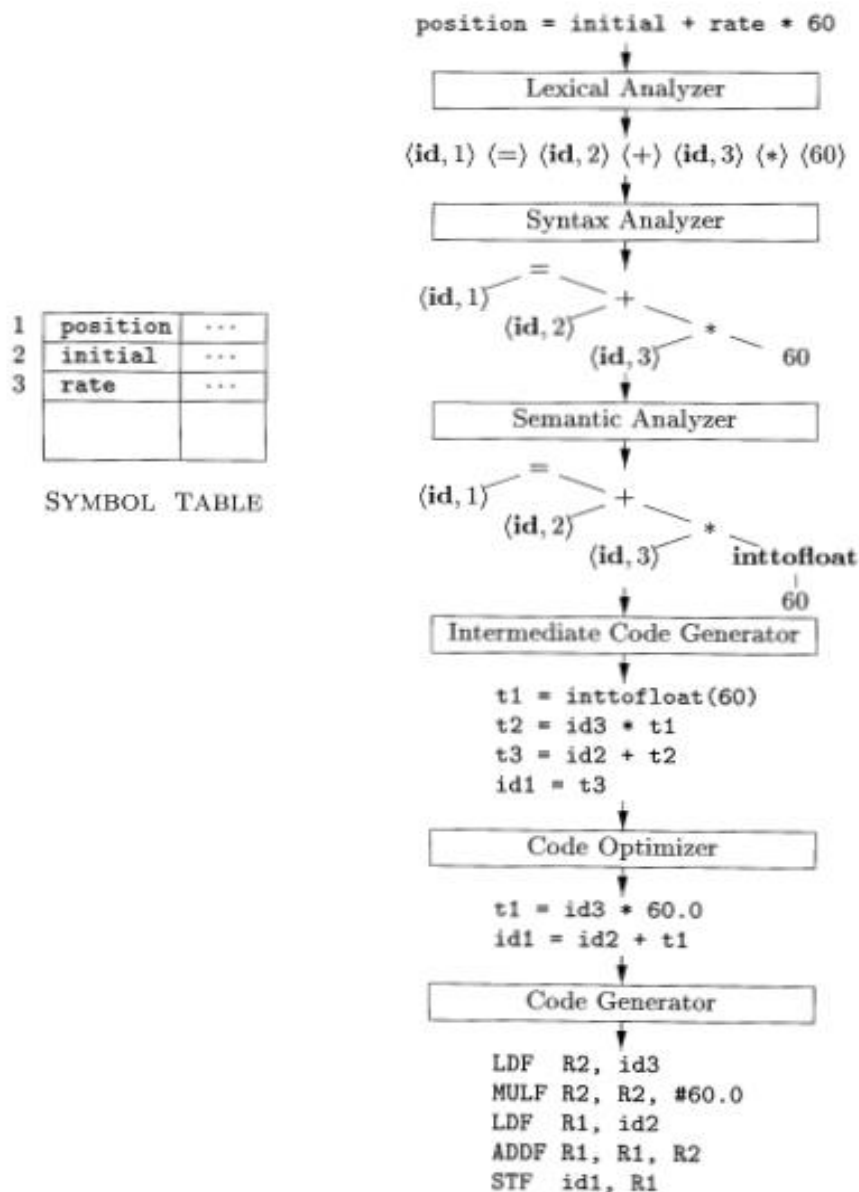 position = initial + rate * 60
Lexical Analyzer
⟨id, 1⟩ ⟨=⟩ ⟨id, 2⟩ ⟨+⟩ ⟨id, 3⟩ ⟨*⟩ ⟨60⟩
Syntax Analyzer
=
⟨id, 1⟩ +
⟨id, 2⟩ *
⟨id, 3⟩ 60
1 position ...
2 initial ...
3 rate ...
SYMBOL TABLE
Semantic Analyzer
=
⟨id, 1⟩ +
⟨id, 2⟩ *
⟨id, 3⟩ inttofloat
60
Intermediate Code Generator
t1 = inttofloat(60)
t2 = id3 * t1
t3 = id2 + t2
id1 = t3
Code Optimizer
t1 = id3 * 60.0
id1 = id2 + t1
Code Generator
LDF R2, id3
MULF R2, R2, #60.0
LDF R1, id2
ADDF R1, R1, R2
STF id1, R1